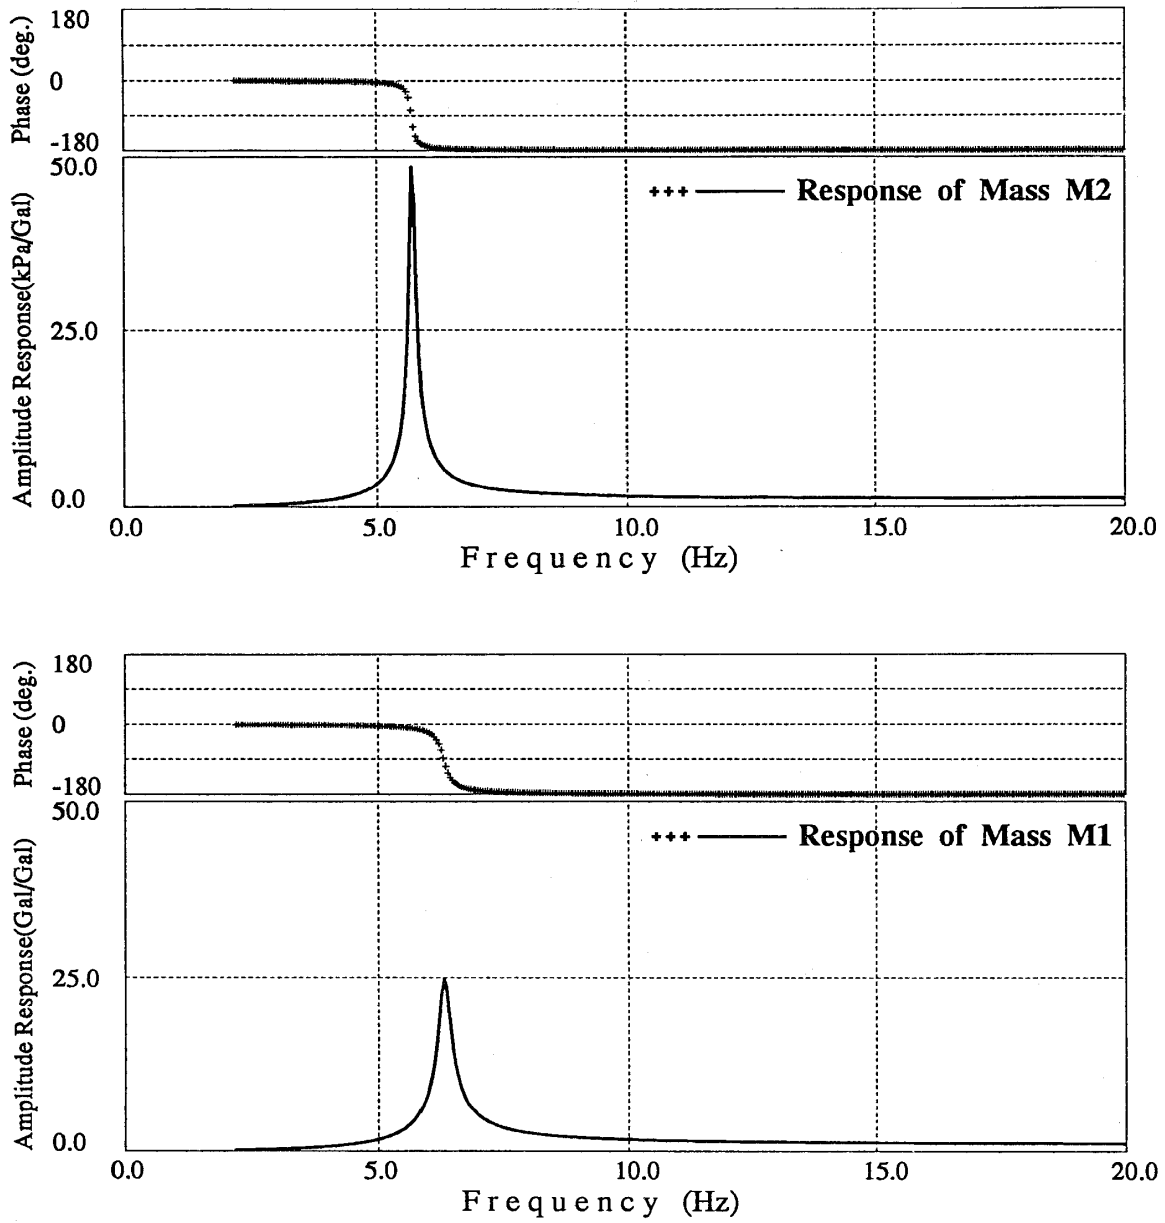 180
0
-180
Phase (deg.)
50.0
25.0
0.0
Amplitude Response(kPa/Gal)
+++ Response of Mass M2
0.0 5.0 10.0 15.0 20.0
Frequency (Hz)
180
0
-180
Phase (deg.)
50.0
25.0
0.0
Amplitude Response(Gal/Gal)
+++ Response of Mass M1
0.0 5.0 10.0 15.0 20.0
Frequency (Hz)